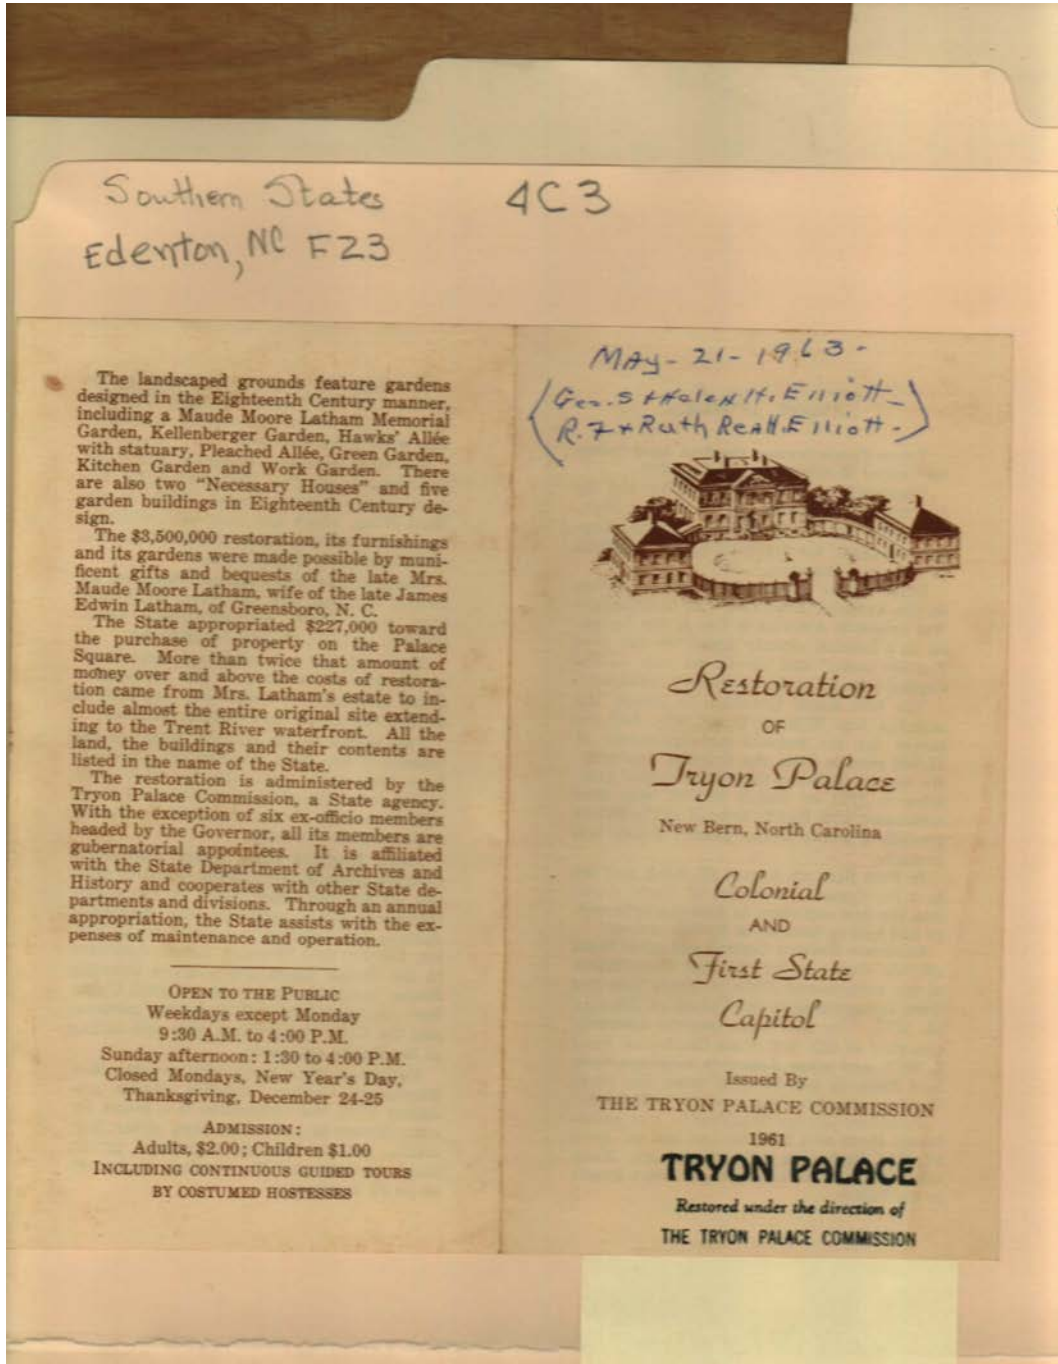 Southern States 4C3
Edenton, NC F23
The landscaped grounds feature gardens
designed in the Eighteenth Century manner,
including a Maude Moore Latham Memorial
Garden, Kellenberger Garden, Hawks' Allée
with statuary, Pleached Allée, Green Garden,
Kitchen Garden and Work Garden. There
are also two "Necessary Houses" and five
garden buildings in Eighteenth Century de-
sign.
The $3,500,000 restoration, its furnishings
and its gardens were made possible by muni-
ficent gifts and bequests of the late Mrs.
Maude Moore Latham, wife of the late James
Edwin Latham, of Greensboro, N. C.
The State appropriated $227,000 toward
the purchase of property on the Palace
Square. More than twice that amount of
money over and above the costs of restora-
tion came from Mrs. Latham's estate to in-
clude almost the entire original site extend-
ing to the Trent River waterfront. All the
land, the buildings and their contents are
listed in the name of the State.
The restoration is administered by the
Tryon Palace Commission, a State agency.
With the exception of six ex-officio members
headed by the Governor, all its members are
gubernatorial appointees. It is affiliated
with the State Department of Archives and
History and cooperates with other State de-
partments and divisions. Through an annual
appropriation, the State assists with the ex-
penses of maintenance and operation.
OPEN TO THE PUBLIC
Weekdays except Monday
9:30 A.M. to 4:00 P.M.
Sunday afternoon: 1:30 to 4:00 P.M.
Closed Mondays, New Year's Day,
Thanksgiving, December 24-25
ADMISSION:
Adults, $2.00; Children $1.00
INCLUDING CONTINUOUS GUIDED TOURS
BY COSTUMED HOSTESSES
MAy-21-1963-
(Geo. S + Helen H. Elliott-
R. F + Ruth Rea H. Elliott-)
Restoration
OF
Tryon Palace
New Bern, North Carolina
Colonial
AND
First State
Capitol
Issued By
THE TRYON PALACE COMMISSION
1961
TRYON PALACE
Restored under the direction of
THE TRYON PALACE COMMISSION